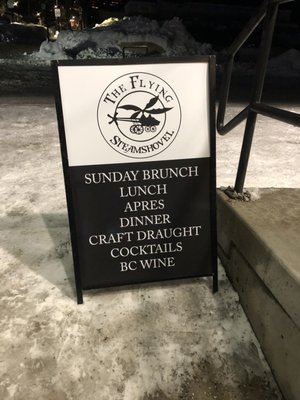 The Flying
Steamshovel
SUNDAY BRUNCH
LUNCH
APRES
DINNER
CRAFT DRAUGHT
COCKTAILS
BC WINE